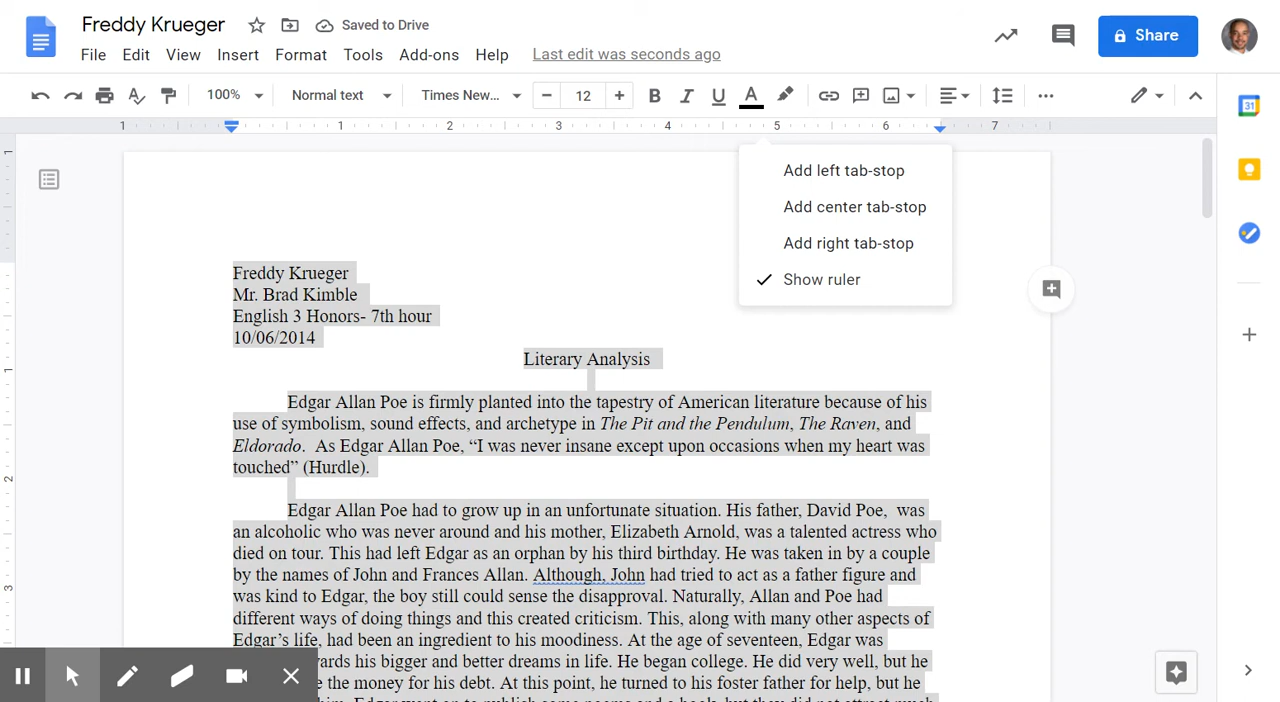 Freddy Krueger
Saved to Drive
File Edit View Insert Format Tools Add-ons Help Last edit was seconds ago
Share
100% Normal text Times New... 12 B I U A
1 1 2 3 4 5 6 7
31
Add left tab-stop
Add center tab-stop
Add right tab-stop
Show ruler
1
1
2
3
Freddy Krueger
Mr. Brad Kimble
English 3 Honors- 7th hour
10/06/2014
Literary Analysis
Edgar Allan Poe is firmly planted into the tapestry of American literature because of his
use of symbolism, sound effects, and archetype in The Pit and the Pendulum, The Raven, and
Eldorado.  As Edgar Allan Poe, “I was never insane except upon occasions when my heart was
touched” (Hurdle).
Edgar Allan Poe had to grow up in an unfortunate situation. His father, David Poe,  was
an alcoholic who was never around and his mother, Elizabeth Arnold, was a talented actress who
died on tour. This had left Edgar as an orphan by his third birthday. He was taken in by a couple
by the names of John and Frances Allan. Although, John had tried to act as a father figure and
was kind to Edgar, the boy still could sense the disapproval. Naturally, Allan and Poe had
different ways of doing things and this created criticism. This, along with many other aspects of
Edgar’s life, had been an ingredient to his moodiness. At the age of seventeen, Edgar was
his bigger and better dreams in life. He began college. He did very well, but he
the money for his debt. At this point, he turned to his foster father for help, but he